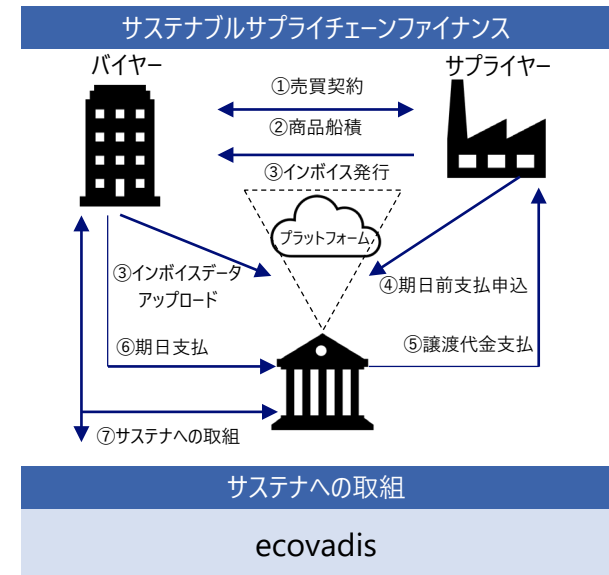 サステナブルサプライチェーンファイナンス
バイヤー
サプライヤー
①売買契約
②商品船積
③インボイス発行
プラットフォーム
③インボイスデータ
アップロード
④期日前支払申込
⑥期日支払
⑤譲渡代金支払
⑦サステナへの取組
サステナへの取組
ecovadis